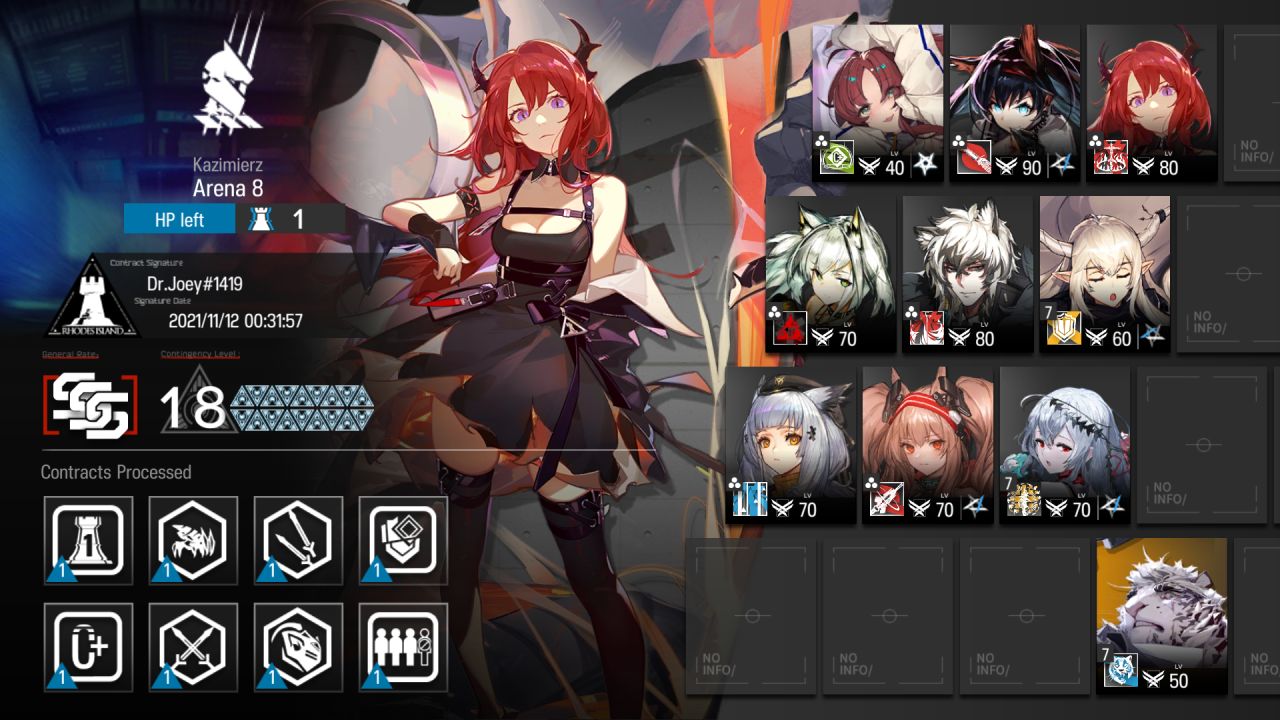 Kazimierz
Arena 8
HP left 1
Contract Signature
Dr.Joey#1419
Signature Date
2021/11/12 00:31:57
RHODES ISLAND
General Rate:
Contingency Level:
18
Contracts Processed
1
1 1 1 1
0+
1 1 1 1
LV 40
LV 90
LV 80
NO INFO/
LV 70
LV 80
7 LV 60
NO INFO/
LV 70
LV 70
7 LV 70
NO INFO/
NO INFO/
NO INFO/
NO INFO/
7 LV 50
NO INFO/